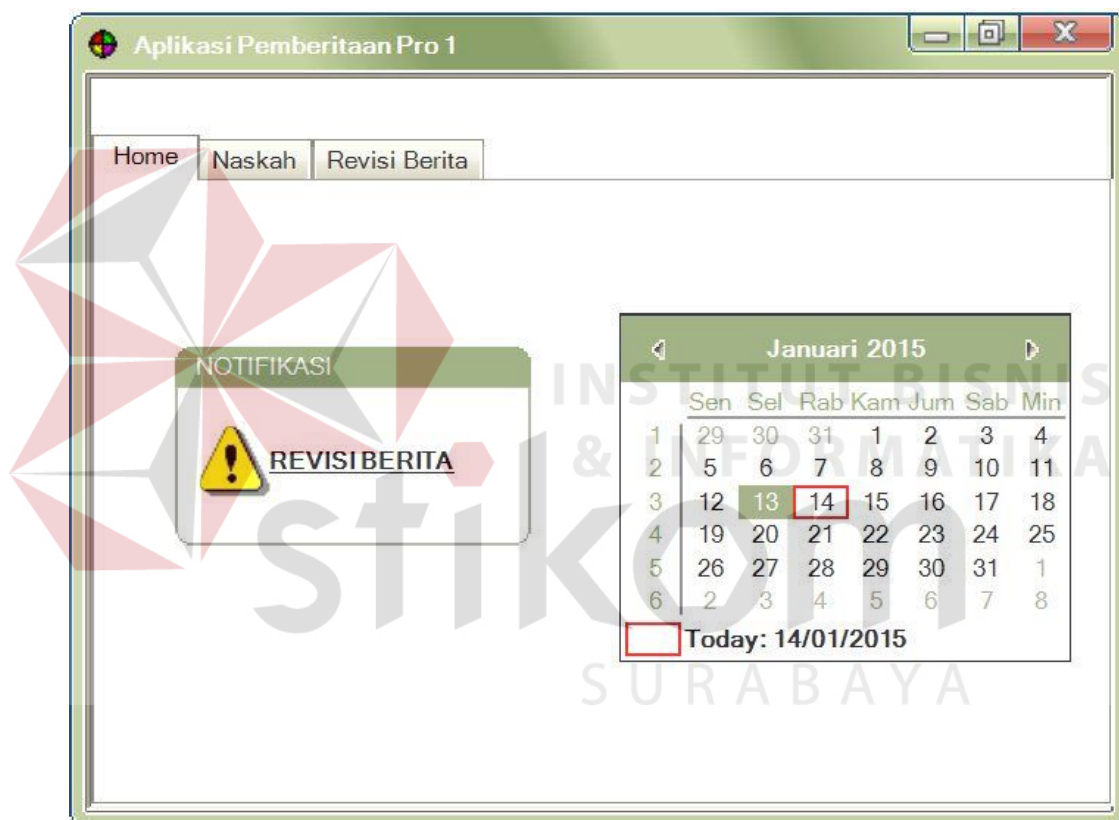 Aplikasi Pemberitaan Pro 1
Home Naskah Revisi Berita
NOTIFIKASI
REVISI BERITA
Januari 2015
Sen Sel Rab Kam Jum Sab Min
1 29 30 31 1 2 3 4
2 5 6 7 8 9 10 11
3 12 13 14 15 16 17 18
4 19 20 21 22 23 24 25
5 26 27 28 29 30 31 1
6 2 3 4 5 6 7 8
Today: 14/01/2015
INSTITUT BISNIS
& INFORMATIKA
stikom
SURABAYA